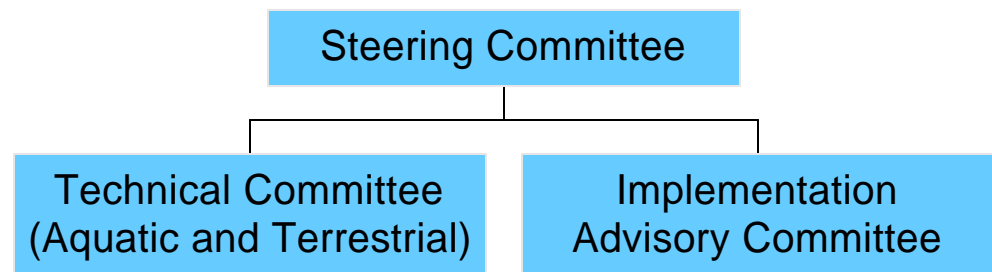 Steering Committee
Technical Committee
(Aquatic and Terrestrial)
Implementation
Advisory Committee